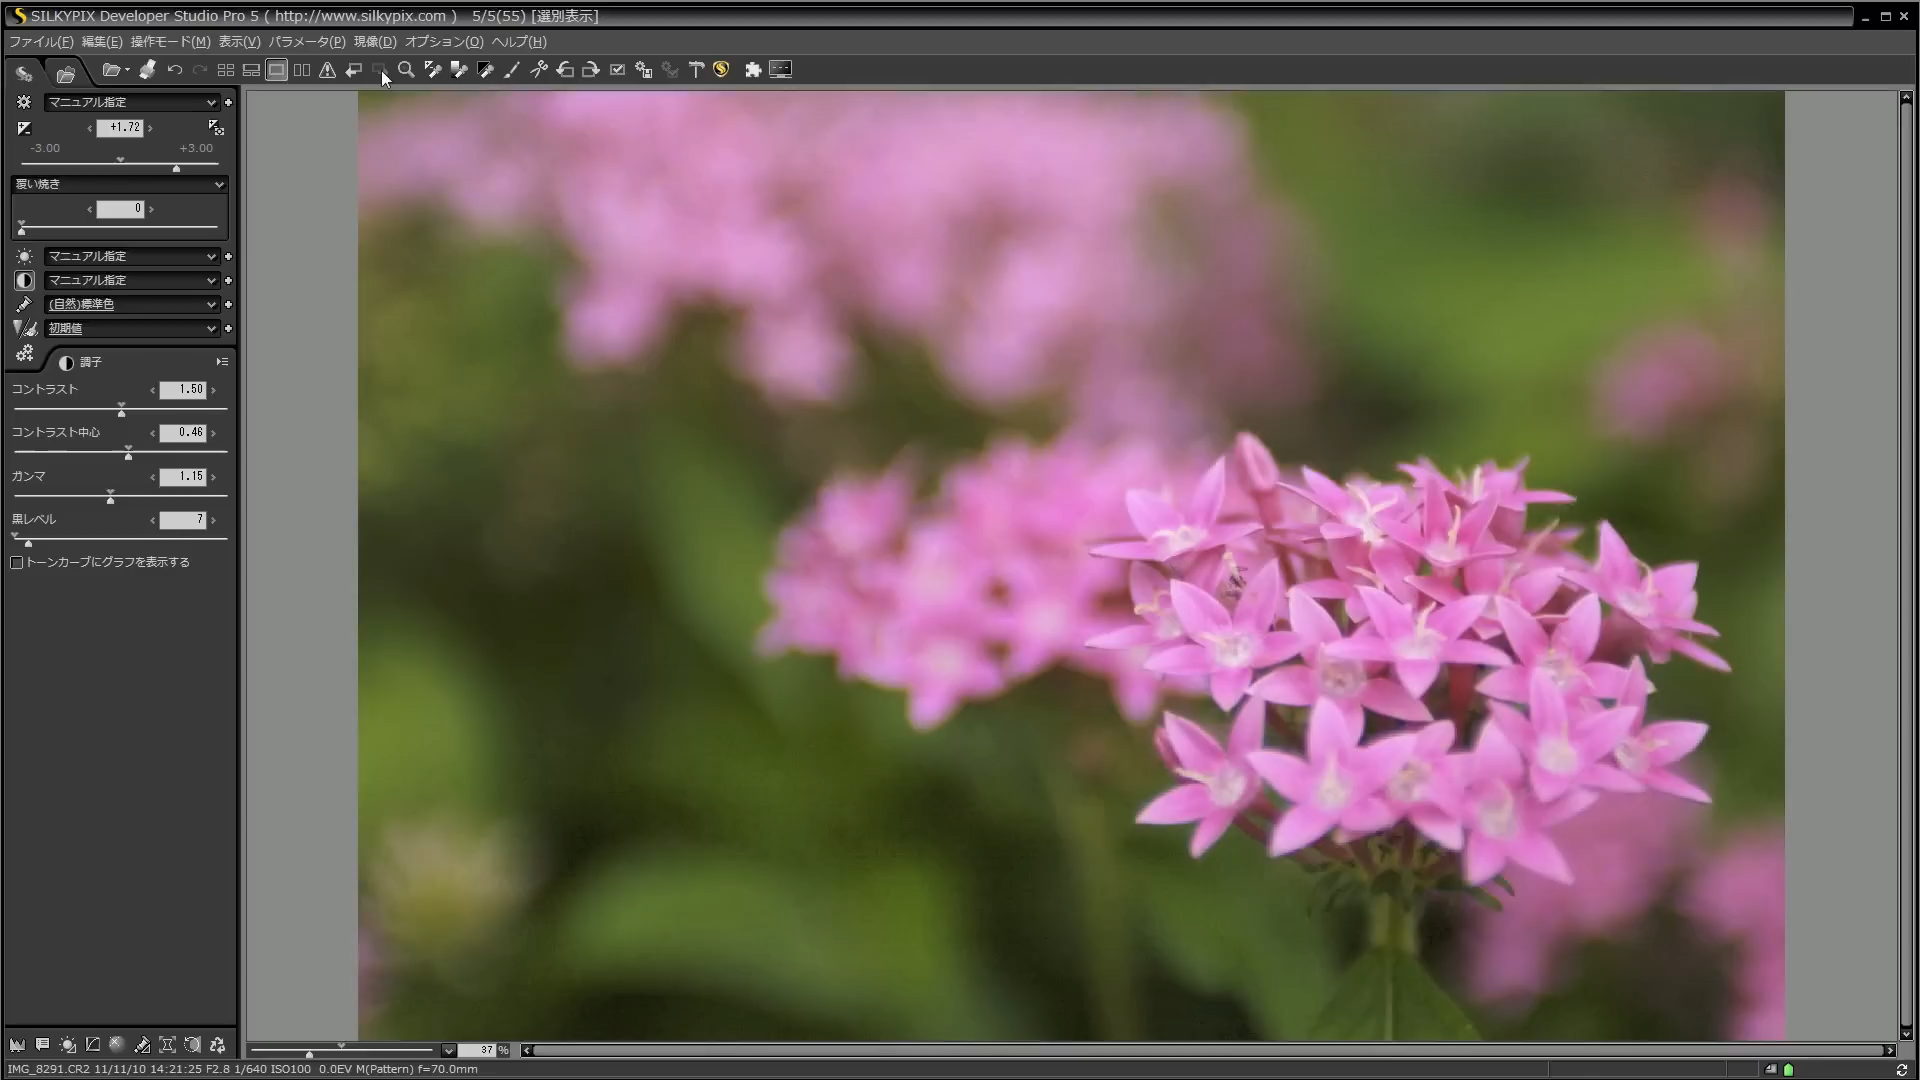 SILKYPIX Developer Studio Pro 5 ( http://www.silkypix.com )   5/5(55) [選別表示]
ファイル(F) 編集(E) 操作モード(M) 表示(V) パラメータ(P) 現像(D) オプション(O) ヘルプ(H)
マニュアル指定
+1.72
-3.00 +3.00
覆い焼き
0
マニュアル指定
マニュアル指定
(自然)標準色
初期値
調子
コントラスト 1.50
コントラスト中心 0.46
ガンマ 1.15
黒レベル 7
トーンカーブにグラフを表示する
37 %
IMG_8291.CR2 11/11/10 14:21:25 F2.8 1/640 ISO100  0.0EV M(Pattern) f=70.0mm